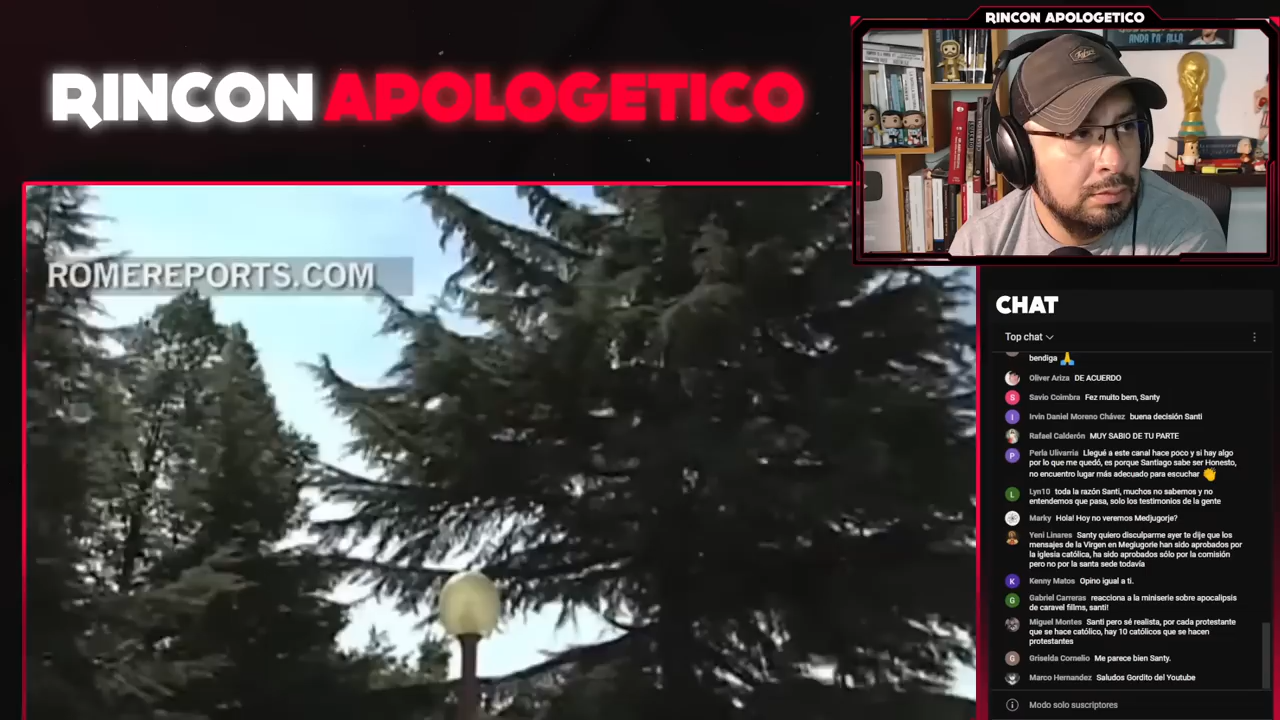 RINCON APOLOGETICO
ANDA PA' ALLA
RINCON APOLOGETICO
ROMEREPORTS.COM
CHAT
Top chat
bendiga 🙏
Oliver Ariza DE ACUERDO
S Savio Coimbra Fez muito bem, Santy
I Irvin Daniel Moreno Chávez buena decisión Santi
Rafael Calderón MUY SABIO DE TU PARTE
P Perla Ulivarria Llegué a este canal hace poco y si hay algo
por lo que me quedó, es porque Santiago sabe ser Honesto,
no encuentro lugar más adecuado para escuchar 👏
L Lyn10 toda la razón Santi, muchos no sabemos y no
entendemos que pasa, solo los testimonios de la gente
Marky Hola! Hoy no veremos Medjugorje?
Yeni Linares Santy quiero disculparme ayer te dije que los
mensajes de la Virgen en Megiugorie han sido aprobados por
la iglesia católica, ha sido aprobados sólo por la comisión
pero no por la santa sede todavía
K Kenny Matos Opino igual a ti.
G Gabriel Carreras reacciona a la miniserie sobre apocalipsis
de caravel fillms, santi!
Miguel Montes Santi pero sé realista, por cada protestante
que se hace católico, hay 10 católicos que se hacen
protestantes
G Griselda Cornelio Me parece bien Santy.
Marco Hernandez Saludos Gordito del Youtube
Modo solo suscriptores